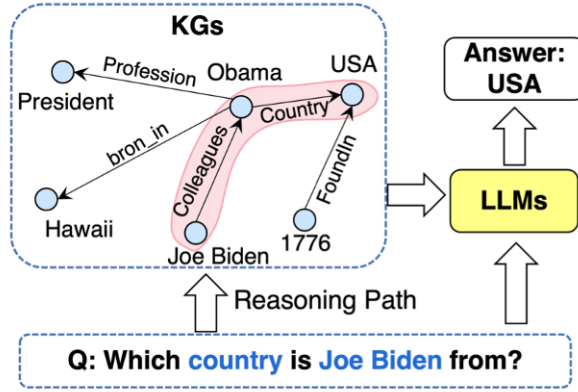 KGs
Profession
Obama
USA
President
Country
bron_in
Colleagues
FoundIn
Hawaii
Joe Biden
1776
Answer:
USA
LLMs
Reasoning Path
Q: Which country is Joe Biden from?